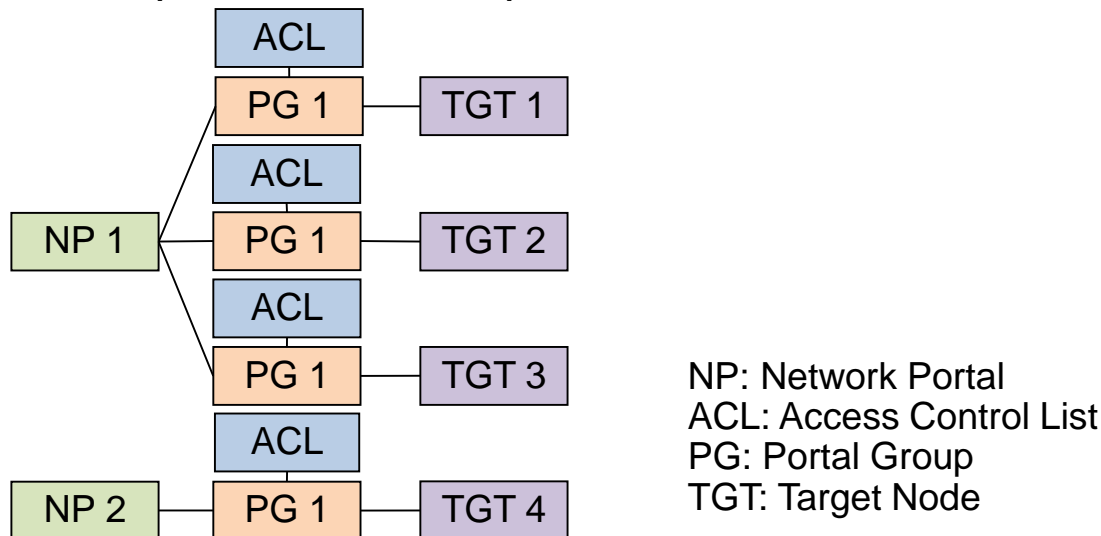 ACL
PG 1
TGT 1
ACL
NP 1
PG 1
TGT 2
ACL
PG 1
TGT 3
ACL
NP 2
PG 1
TGT 4
NP: Network Portal
ACL: Access Control List
PG: Portal Group
TGT: Target Node